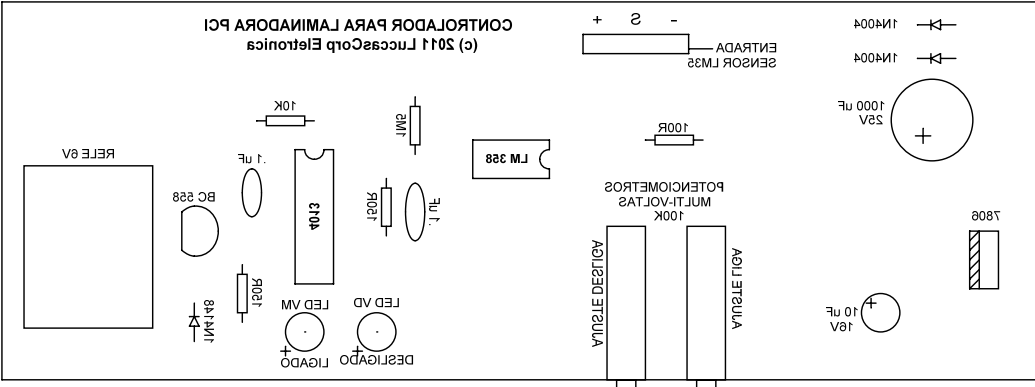 CONTROLADOR PARA LAMINADORA PCI
(c) 2011 LuccasCorp Eletronica
+ S -
ENTRADA
SENSOR LM35
1N4004
1N4004
1000 uF
25V
+
10K
1M5
100R
LM 358
RELE 6V
.1 uF
BC 558
4013
150R
.1 uF
POTENCIOMETROS
MULTI-VOLTAS
100K
7806
AJUSTE DESLIGA
AJUSTE LIGA
150R
1N4148
LED VM
LED VD
+
LIGADO
+
DESLIGADO
+
10 uF
16V